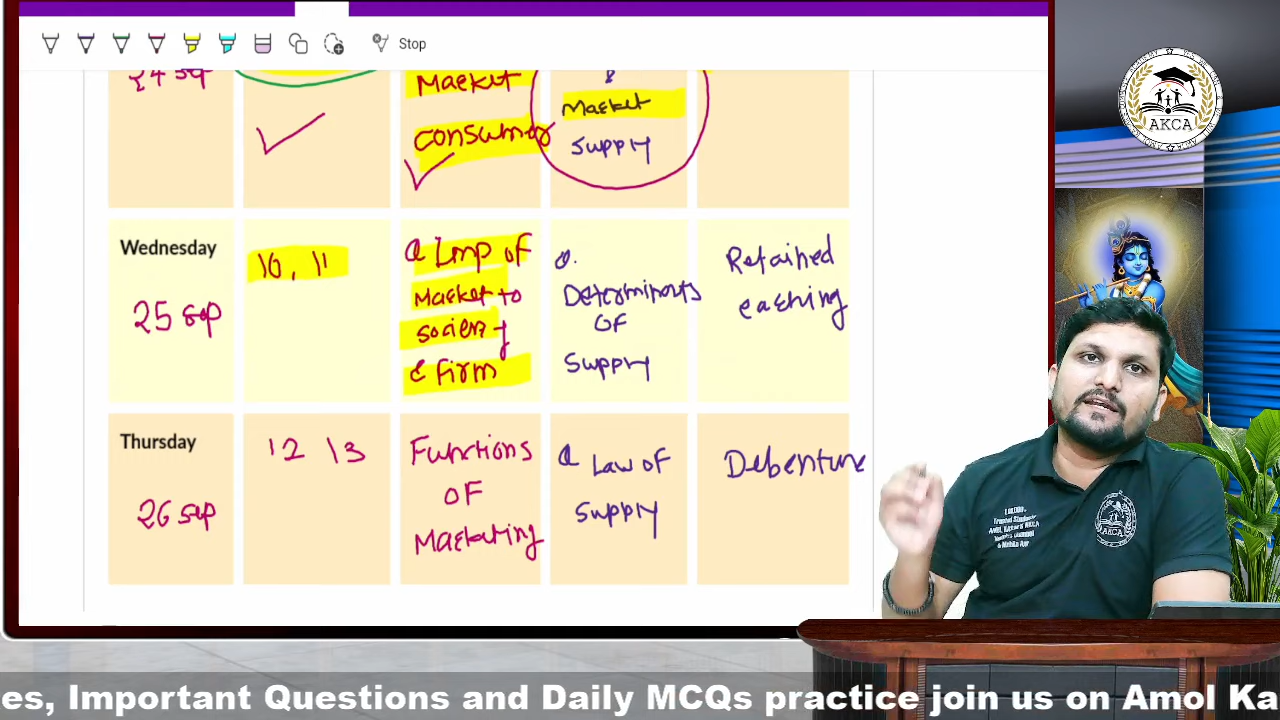 Stop
24 Sep
Market
consumer
&
Market
supply
Wednesday
25 sep
10, 11
Q Imp of
Market to
society
& firm
Q.
Determinants
OF
Supply
Retained
earning
Thursday
26 sep
12 13
Functions
OF
Marketing
Q Law of
supply
Debenture
AKCA
es, Important Questions and Daily MCQs practice join us on Amol Ka